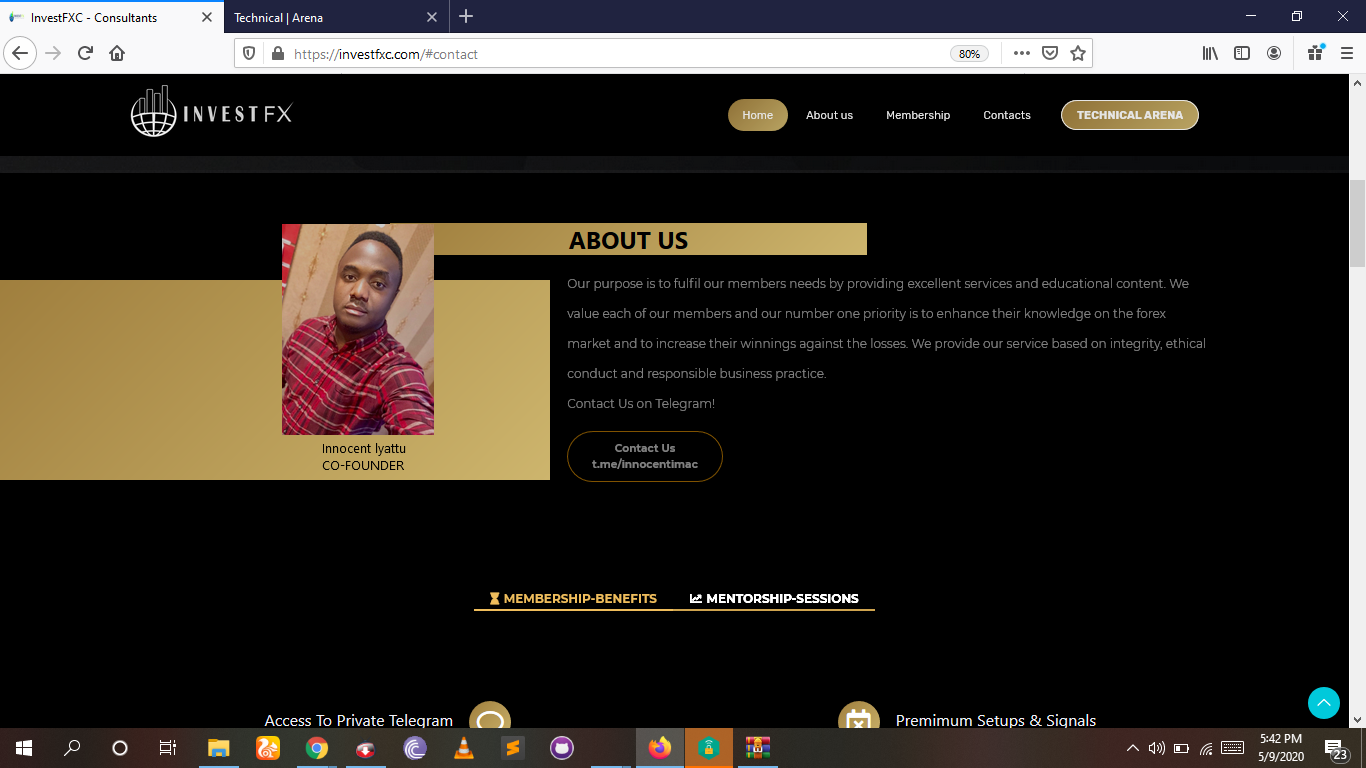 InvestFXC - Consultants
Technical | Arena
https://investfxc.com/#contact
80%
INVEST FX
Home
About us
Membership
Contacts
TECHNICAL ARENA
ABOUT US
Our purpose is to fulfil our members needs by providing excellent services and educational content. We
value each of our members and our number one priority is to enhance their knowledge on the forex
market and to increase their winnings against the losses. We provide our service based on integrity, ethical
conduct and responsible business practice.
Contact Us on Telegram!
Contact Us
t.me/innocentimac
Innocent lyattu
CO-FOUNDER
MEMBERSHIP-BENEFITS
MENTORSHIP-SESSIONS
Access To Private Telegram
Premimum Setups & Signals
5:42 PM
5/9/2020
23